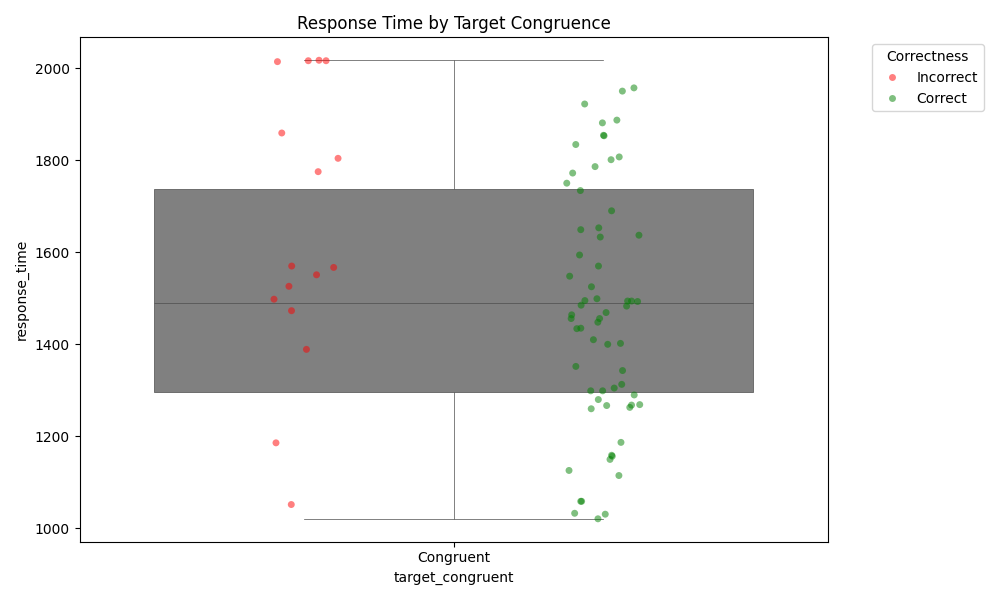 Response Time by Target Congruence
Correctness
Incorrect
Correct
response_time
2000
1800
1600
1400
1200
1000
Congruent
target_congruent